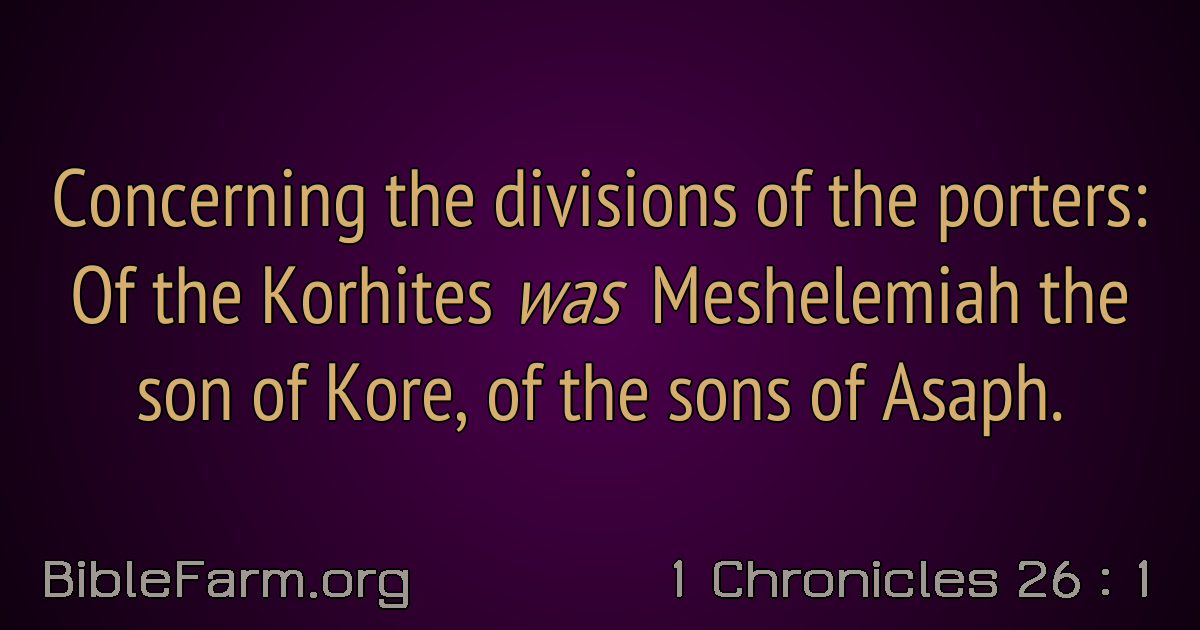 Concerning the divisions of the porters:
Of the Korhites was Meshelemiah the
son of Kore, of the sons of Asaph.
BibleFarm.org
1 Chronicles 26 : 1